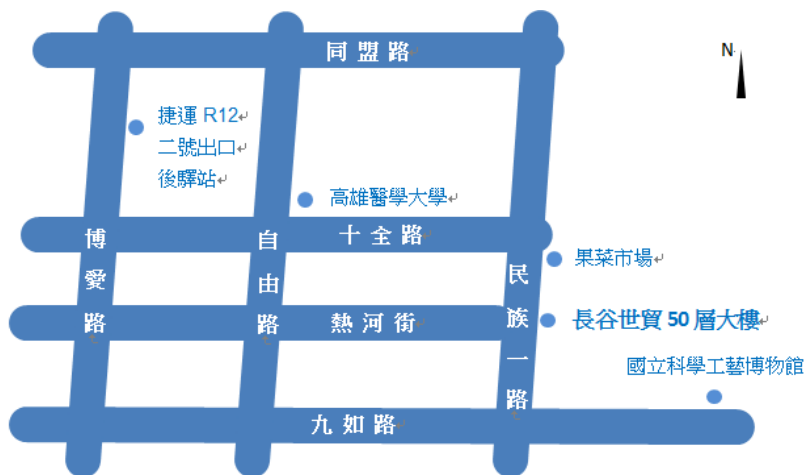 同盟路
N
捷運 R12
二號出口
後驛站
高雄醫學大學
十全路
博愛路
自由路
民族一路
果菜市場
熱河街
長谷世貿 50 層大樓
國立科學工藝博物館
九如路